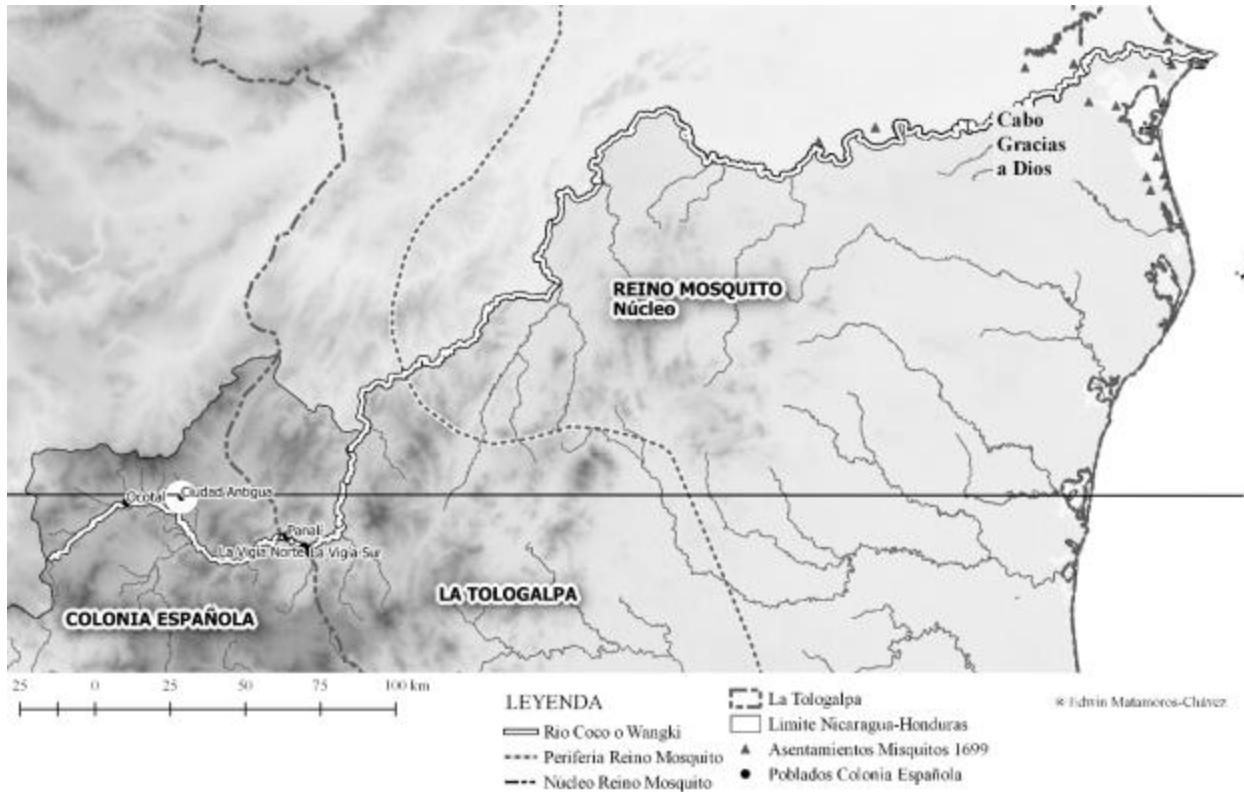 Cabo
Gracias
a Dios
REINO MOSQUITO
Núcleo
Ocotal
Ciudad Antigua
Panalí
La Vigía Norte
La Vigía Sur
LA TOLOGALPA
COLONIA ESPAÑOLA
25 0 25 50 75 100 km
LEYENDA
Rio Coco o Wangki
Periferia Reino Mosquito
Núcleo Reino Mosquito
La Tologalpa
Limite Nicaragua-Honduras
Asentamientos Misquitos 1699
Poblados Colonia Española
® Edwin Matamoros-Chávez